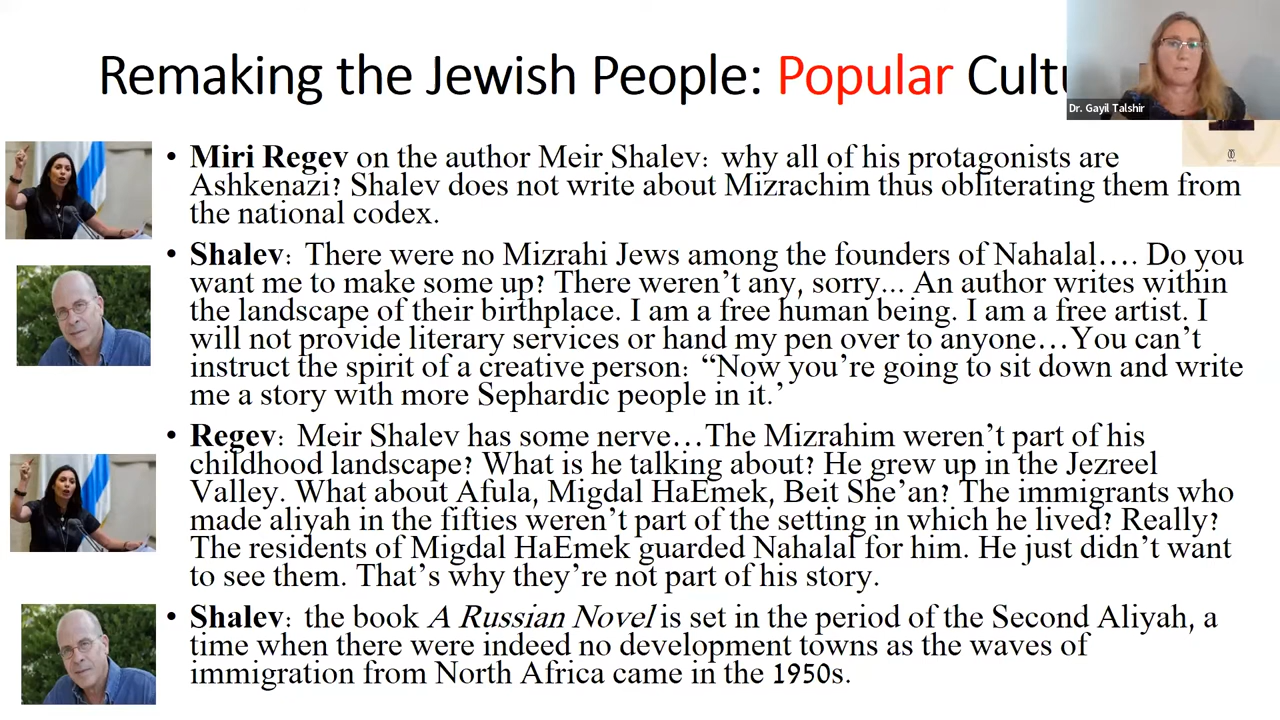 Remaking the Jewish People: Popular Cultu
Dr. Gayil Talshir
• Miri Regev on the author Meir Shalev: why all of his protagonists are
Ashkenazi? Shalev does not write about Mizrachim thus obliterating them from
the national codex.
• Shalev: There were no Mizrahi Jews among the founders of Nahalal…. Do you
want me to make some up? There weren’t any, sorry... An author writes within
the landscape of their birthplace. I am a free human being. I am a free artist. I
will not provide literary services or hand my pen over to anyone…You can’t
instruct the spirit of a creative person: “Now you’re going to sit down and write
me a story with more Sephardic people in it.’
• Regev: Meir Shalev has some nerve…The Mizrahim weren’t part of his
childhood landscape? What is he talking about? He grew up in the Jezreel
Valley. What about Afula, Migdal HaEmek, Beit She’an? The immigrants who
made aliyah in the fifties weren’t part of the setting in which he lived? Really?
The residents of Migdal HaEmek guarded Nahalal for him. He just didn’t want
to see them. That’s why they’re not part of his story.
• Shalev: the book A Russian Novel is set in the period of the Second Aliyah, a
time when there were indeed no development towns as the waves of
immigration from North Africa came in the 1950s.